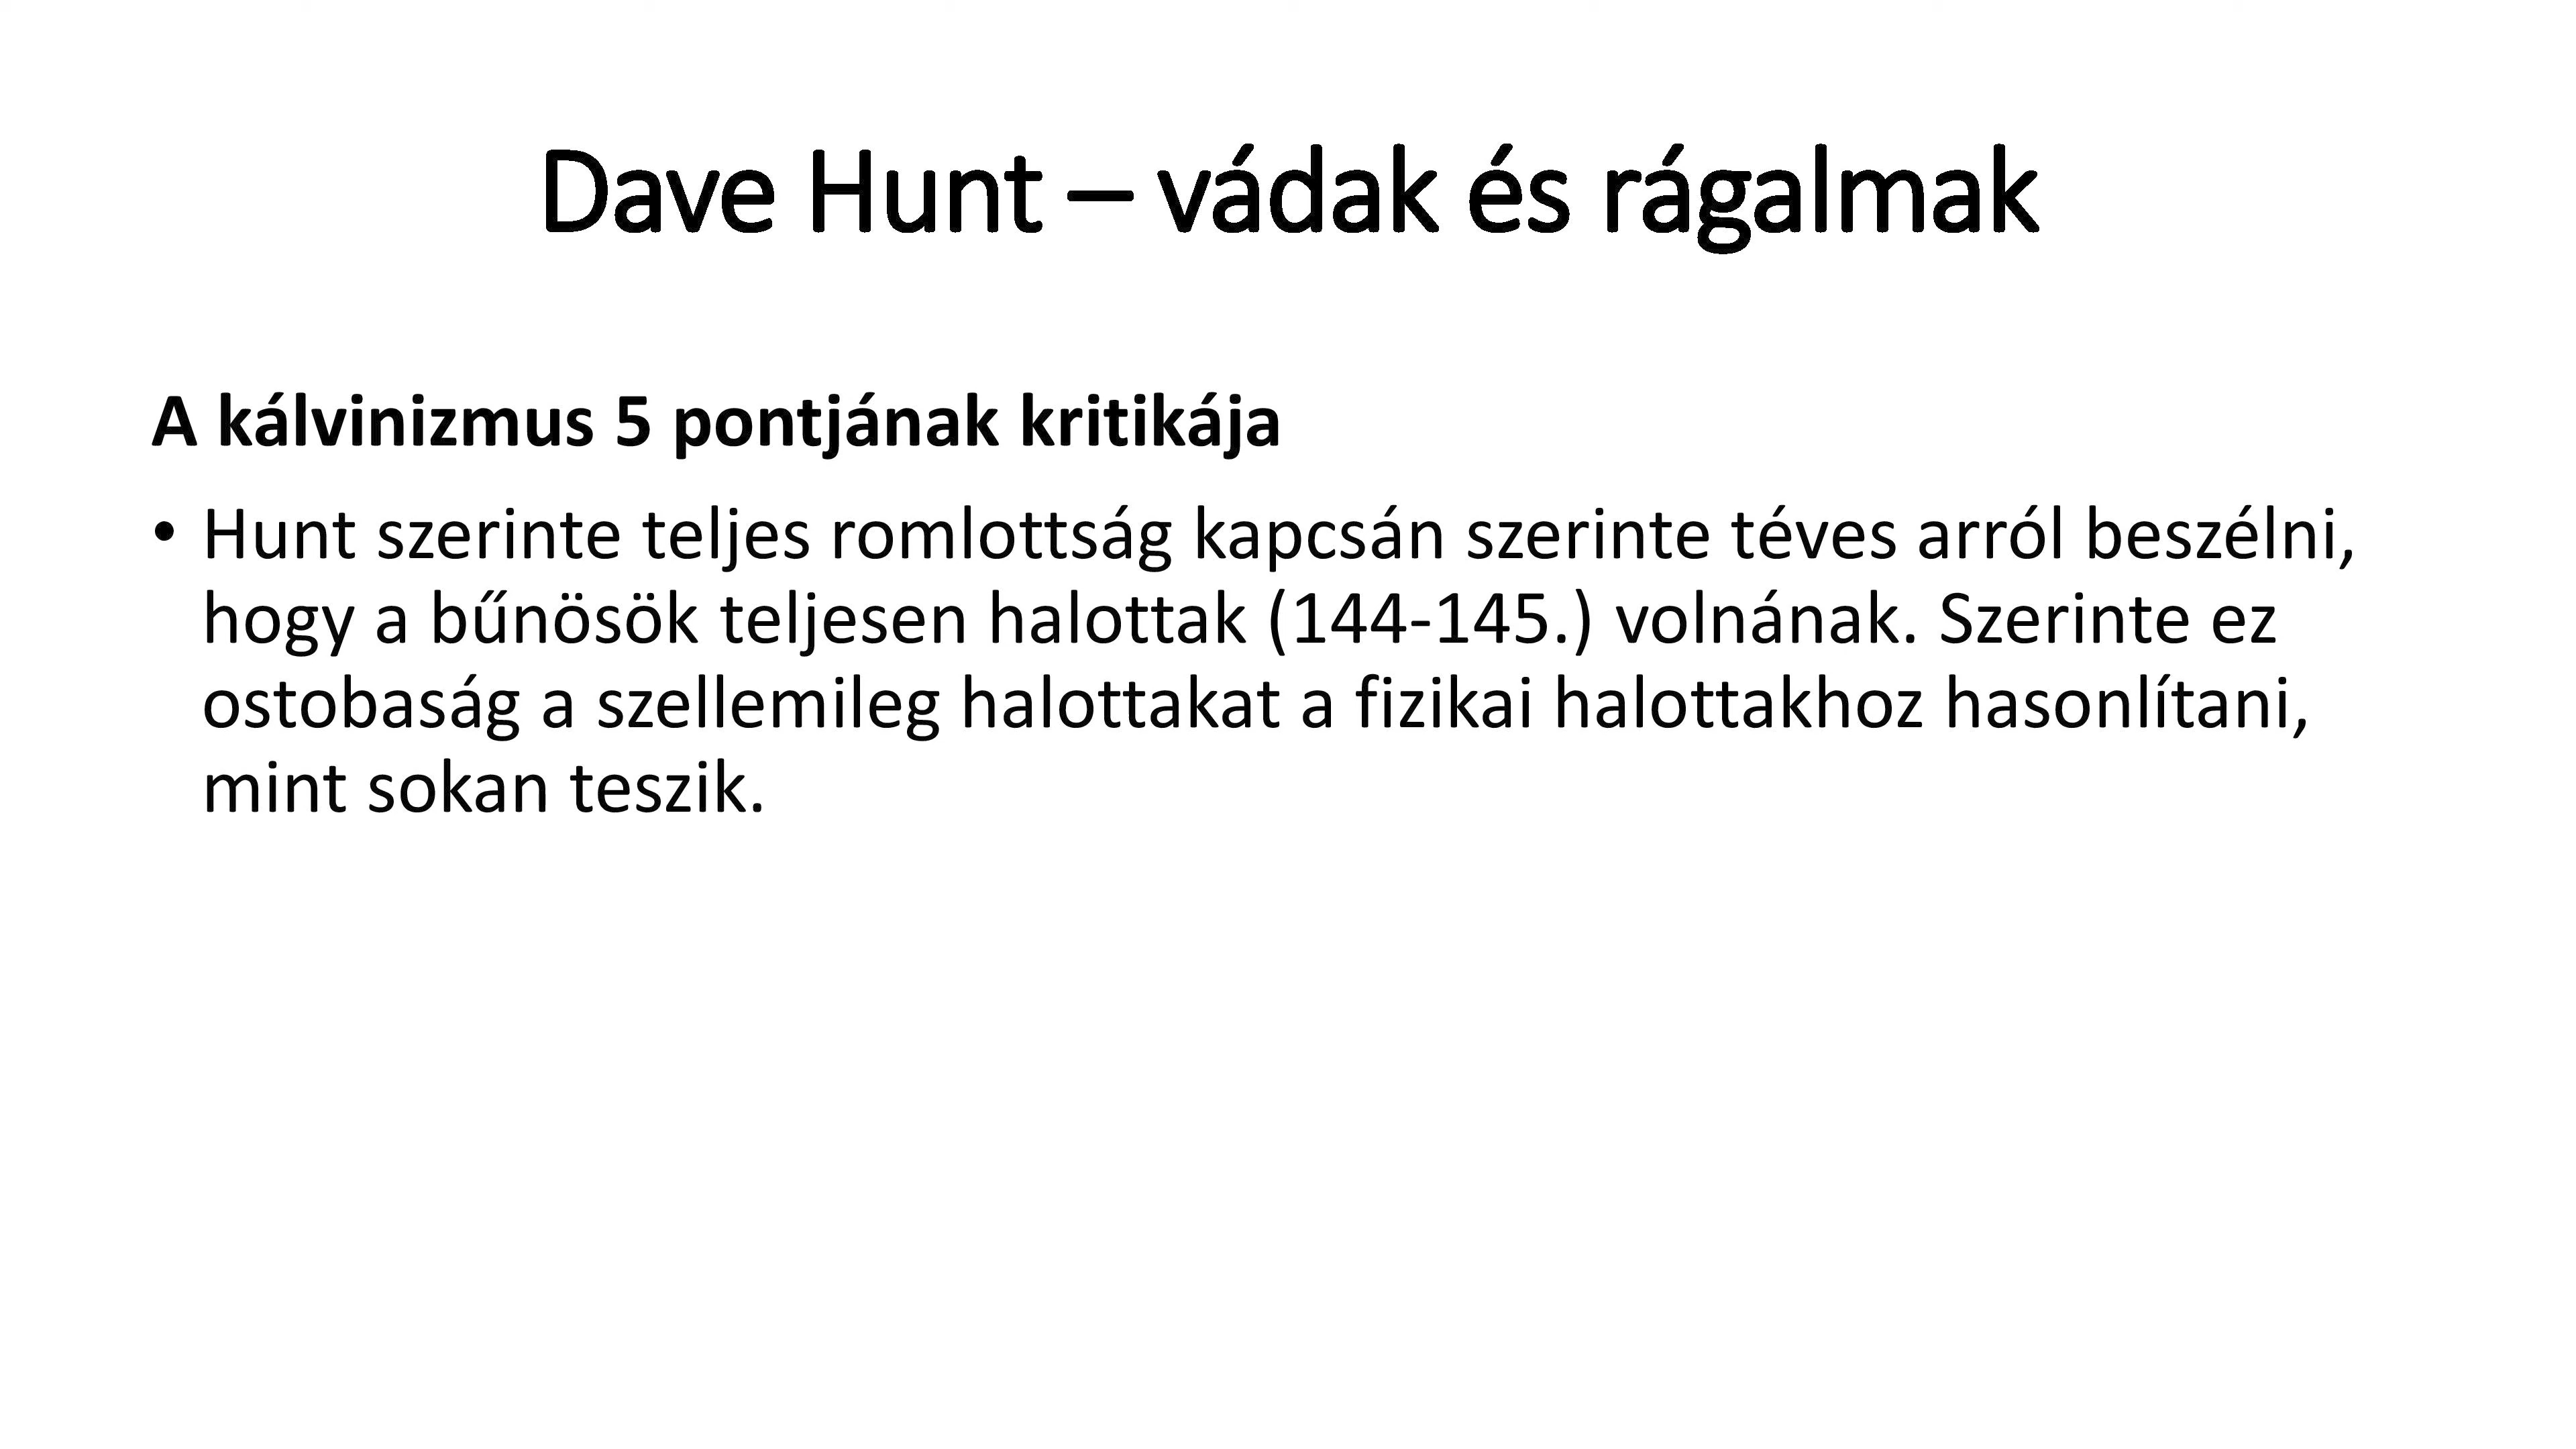 Dave Hunt – vádak és rágalmak
A kálvinizmus 5 pontjának kritikája
• Hunt szerinte teljes romlottság kapcsán szerinte téves arról beszélni,
hogy a bűnösök teljesen halottak (144-145.) volnának. Szerinte ez
ostobaság a szellemileg halottakat a fizikai halottakhoz hasonlítani,
mint sokan teszik.